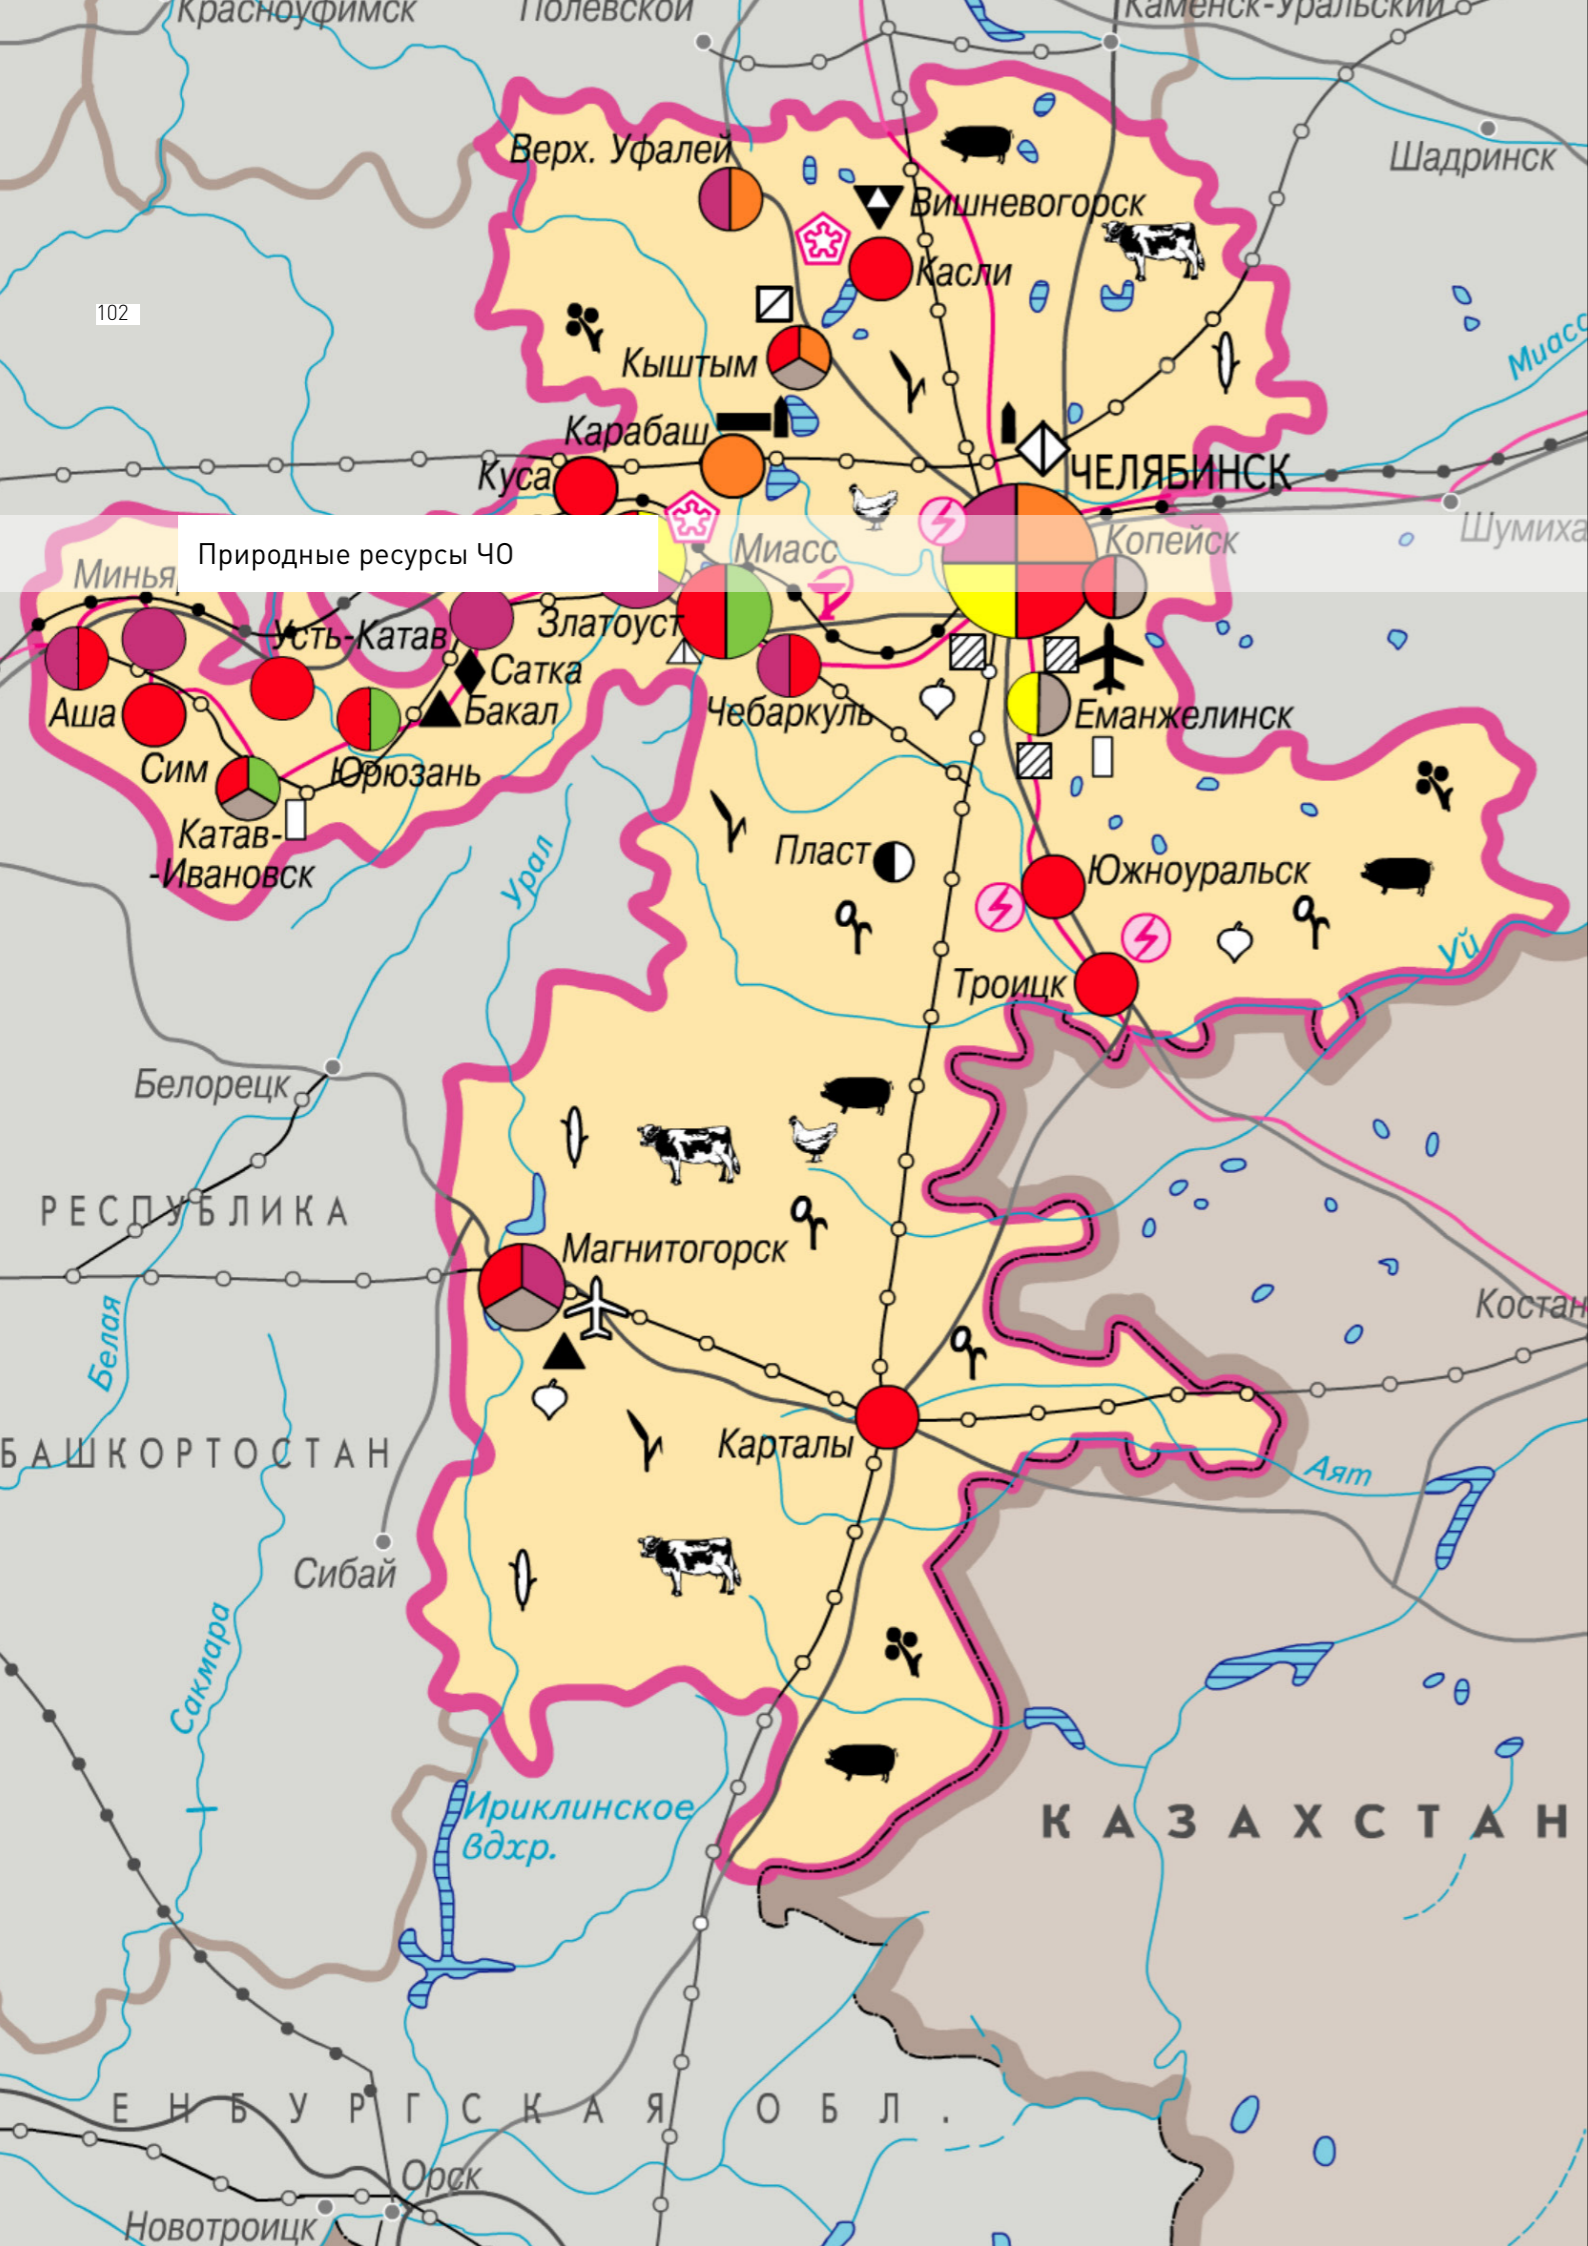 Красноуфимск
Полевской
Каменск-Уральский
Шадринск
Верх. Уфалей
Вишневогорск
Касли
102
Миасс
Кыштым
Карабаш
Куса
ЧЕЛЯБИНСК
Шумиха
Копейск
Миасс
Природные ресурсы ЧО
Минья
Усть-Катав
Златоуст
Сатка
Бакал
Чебаркуль
Еманжелинск
Аша
Сим
Юрюзань
Катав-
-Ивановск
Урал
Пласт
Южноуральск
Уй
Троицк
Белорецк
РЕСПУБЛИКА
Магнитогорск
Белая
Костан
Карталы
БАШКОРТОСТАН
Аят
Сибай
Сакмара
Ириклинское
вдхр.
КАЗАХСТАН
ЕНБУРГСКАЯ ОБЛ.
Орск
Новотроицк